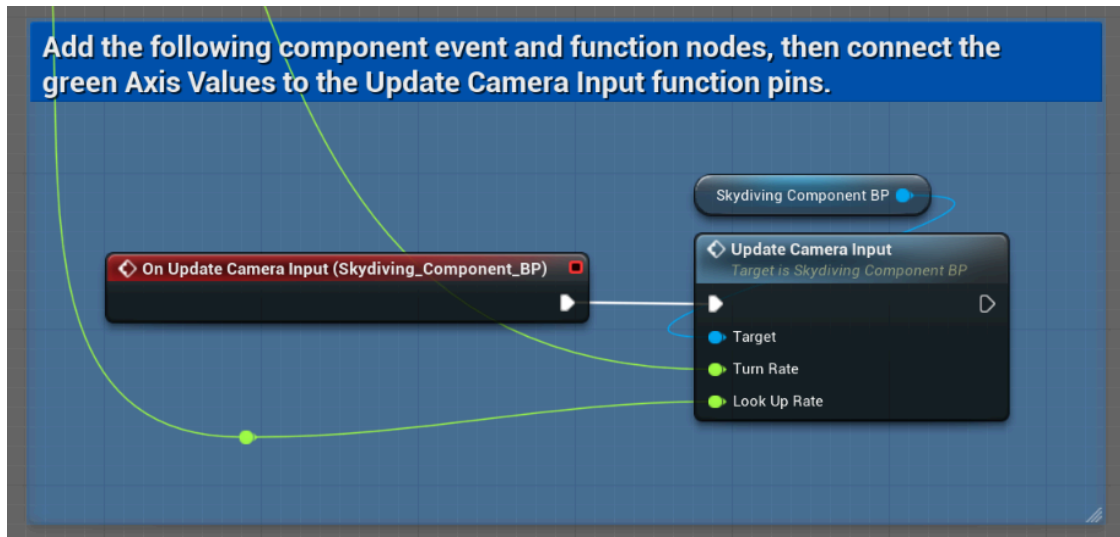 Add the following component event and function nodes, then connect the
green Axis Values to the Update Camera Input function pins.
Skydiving Component BP
On Update Camera Input (Skydiving_Component_BP)
Update Camera Input
Target is Skydiving Component BP
Target
Turn Rate
Look Up Rate